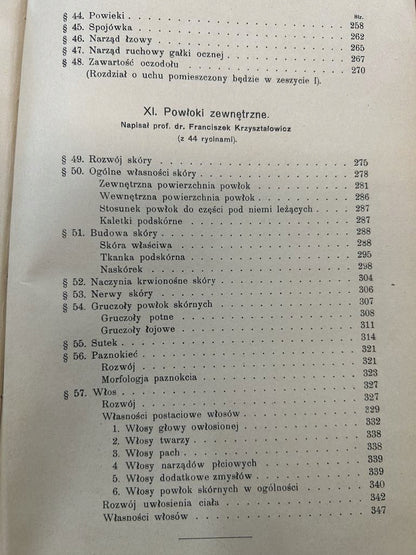 Str.
§ 44. Powieki . . . . . . . . . . . . . . . . 258
§ 45. Spojówka . . . . . . . . . . . . . . . . 262
§ 46. Narząd łzowy . . . . . . . . . . . . . . . . 265
§ 47. Narząd ruchowy gałki ocznej . . . . . . . . . . . . 267
§ 48. Zawartość oczodołu . . . . . . . . . . . . . . 270
(Rozdział o uchu pomieszczony będzie w zeszycie I).
XI. Powłoki zewnętrzne.
Napisał prof. dr. Franciszek Krzyształowicz
(z 44 rycinami).
§ 49. Rozwój skóry . . . . . . . . . . . . . . . . 275
§ 50. Ogólne własności skóry . . . . . . . . . . . . . 278
Zewnętrzna powierzchnia powłok . . . . . . . . . . 281
Wewnętrzna powierzchnia powłok . . . . . . . . . . 286
Stosunek powłok do części pod niemi leżących . . . . . . 287
Kaletki podskórne . . . . . . . . . . . . . . 287
§ 51. Budowa skóry . . . . . . . . . . . . . . . . 288
Skóra właściwa . . . . . . . . . . . . . . . 288
Tkanka podskórna . . . . . . . . . . . . . . 295
Naskórek . . . . . . . . . . . . . . . . . 298
§ 52. Naczynia krwionośne skóry . . . . . . . . . . . . 304
§ 53. Nerwy skóry . . . . . . . . . . . . . . . . 306
§ 54. Gruczoły powłok skórnych . . . . . . . . . . . . 307
Gruczoły potne . . . . . . . . . . . . . . . 308
Gruczoły łojowe . . . . . . . . . . . . . . . 311
§ 55. Sutek . . . . . . . . . . . . . . . . . . 314
§ 56. Paznokieć . . . . . . . . . . . . . . . . . 321
Rozwój . . . . . . . . . . . . . . . . . . 321
Morfologja paznokcia . . . . . . . . . . . . . 323
§ 57. Włos . . . . . . . . . . . . . . . . . . 327
Rozwój . . . . . . . . . . . . . . . . . . 327
Własności postaciowe włosów . . . . . . . . . . . 329
1. Włosy głowy owłosionej . . . . . . . . . . . 332
2. Włosy twarzy . . . . . . . . . . . . . . 338
3. Włosy pach . . . . . . . . . . . . . . . 338
4 Włosy narządów płciowych . . . . . . . . . . 339
5. Włosy dodatkowe zmysłów . . . . . . . . . . 339
6. Włosy powłok skórnych w ogólności . . . . . . . 340
Rozwój uwłosienia ciała . . . . . . . . . . . . 342
Własności włosów . . . . . . . . . . . . . . 347